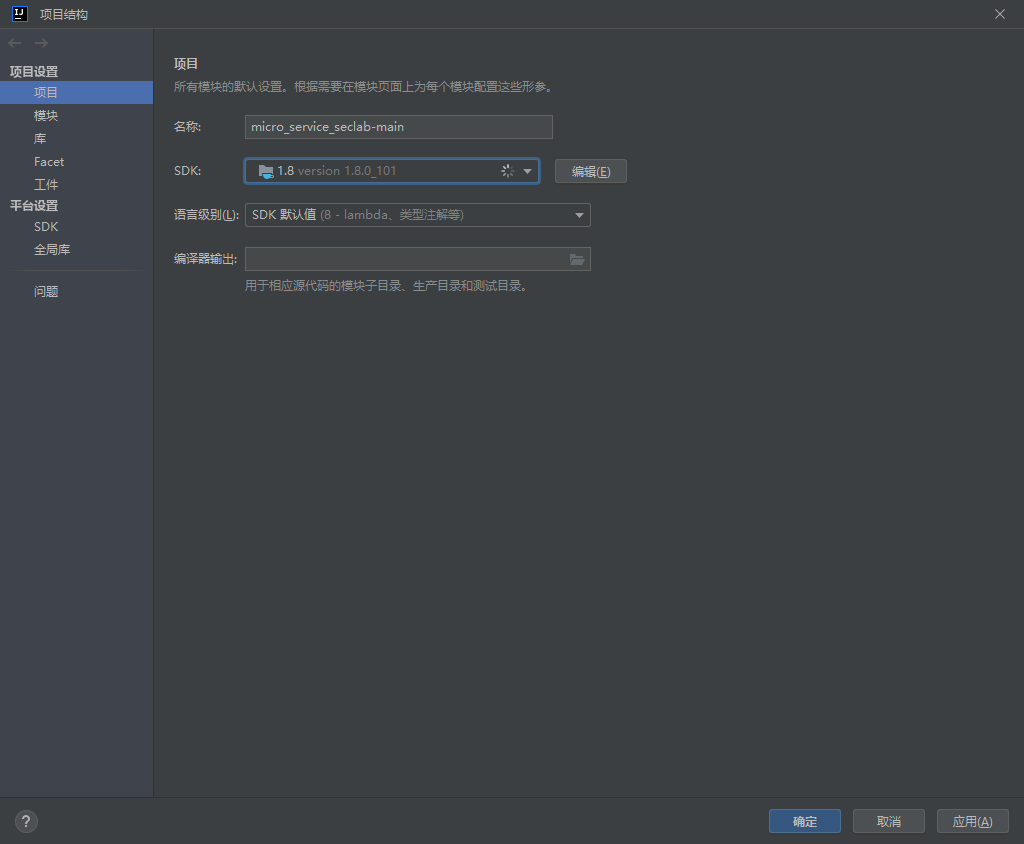 项目结构
项目设置
项目
模块
库
Facet
工件
平台设置
SDK
全局库
问题
项目
所有模块的默认设置。根据需要在模块页面上为每个模块配置这些形参。
名称: micro_service_seclab-main
SDK: 1.8 version 1.8.0_101 编辑(E)
语言级别(L): SDK 默认值 (8 - lambda、类型注解等)
编译器输出:
用于相应源代码的模块子目录、生产目录和测试目录。
? 确定 取消 应用(A)